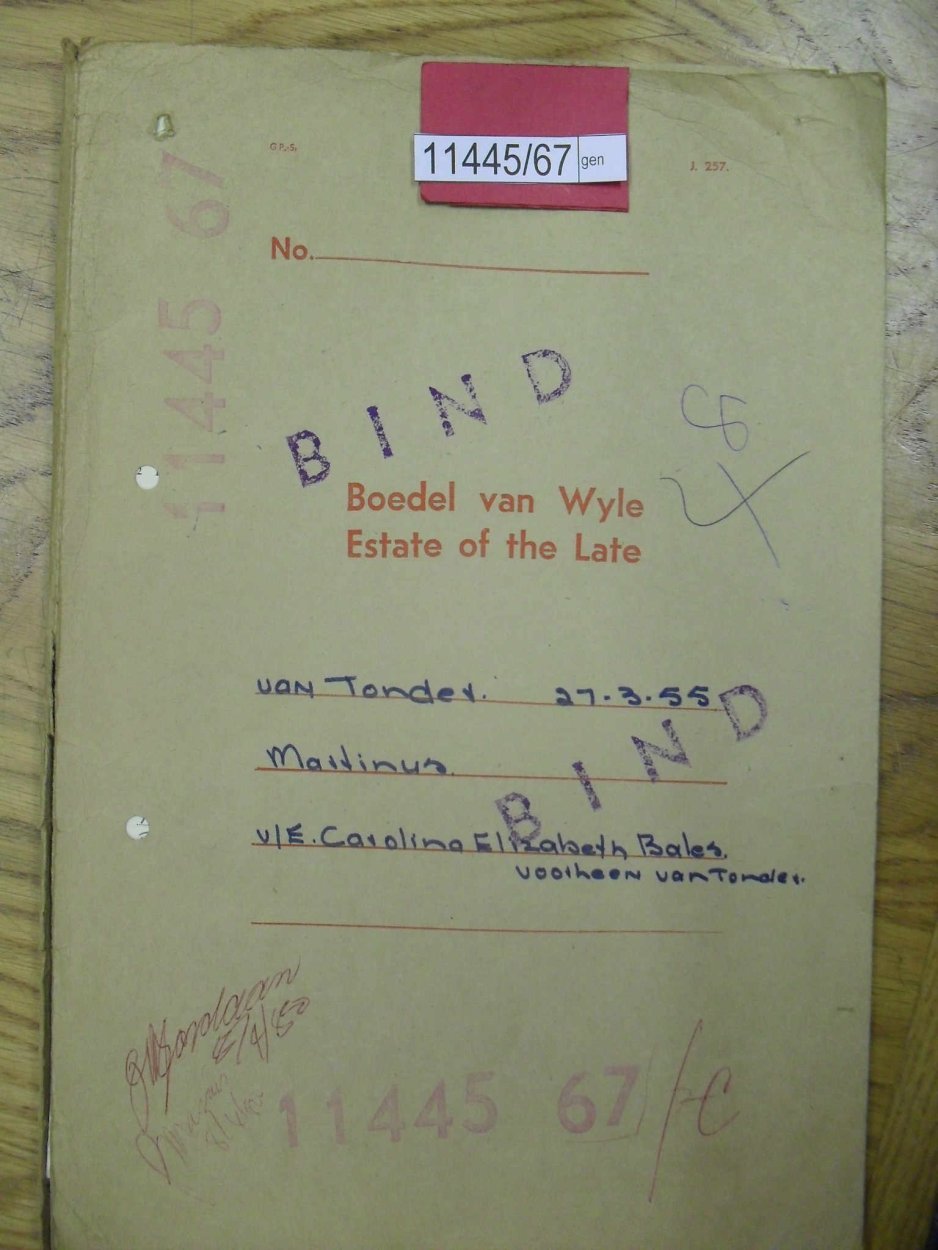 G.P.-S.
11445/67 gen
J. 257.
11445 67
No.
BIND
Boedel van Wyle
Estate of the Late
van Tonder. 27.3.55
Martinus
BIND
v/E. Carolina Elizabeth Bales.
voorheen van Tonder.
11445 67